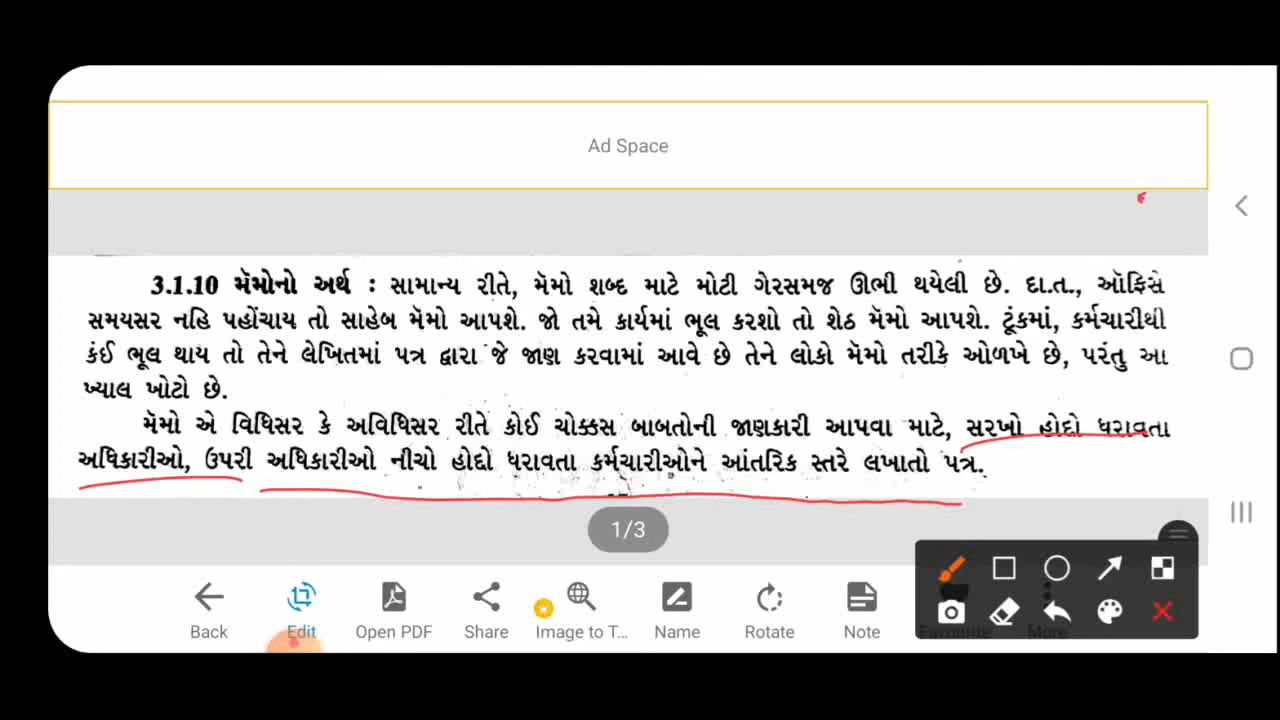 Ad Space
3.1.10 મૅમોનો અર્થ : સામાન્ય રીતે, મૅમો શબ્દ માટે મોટી ગેરસમજ ઊભી થયેલી છે. દા.ત., ઑફિસે
સમયસર નહિ પહોંચાય તો સાહેબ મૅમો આપશે. જો તમે કાર્યમાં ભૂલ કરશો તો શેઠ મૅમો આપશે. ટૂંકમાં, કર્મચારીથી
કંઈ ભૂલ થાય તો તેને લેખિતમાં પત્ર દ્વારા જે જાણ કરવામાં આવે છે તેને લોકો મૅમો તરીકે ઓળખે છે, પરંતુ આ
ખ્યાલ ખોટો છે.
મૅમો એ વિધિસર કે અવિધિસર રીતે કોઈ ચોક્કસ બાબતોની જાણકારી આપવા માટે, સરખો હોદ્દો ધરાવતા
અધિકારીઓ, ઉપરી અધિકારીઓ નીચો હોદ્દો ધરાવતા કર્મચારીઓને આંતરિક સ્તરે લખાતો પત્ર.
1/3
Back Edit Open PDF Share Image to T... Name Rotate Note Favourite More